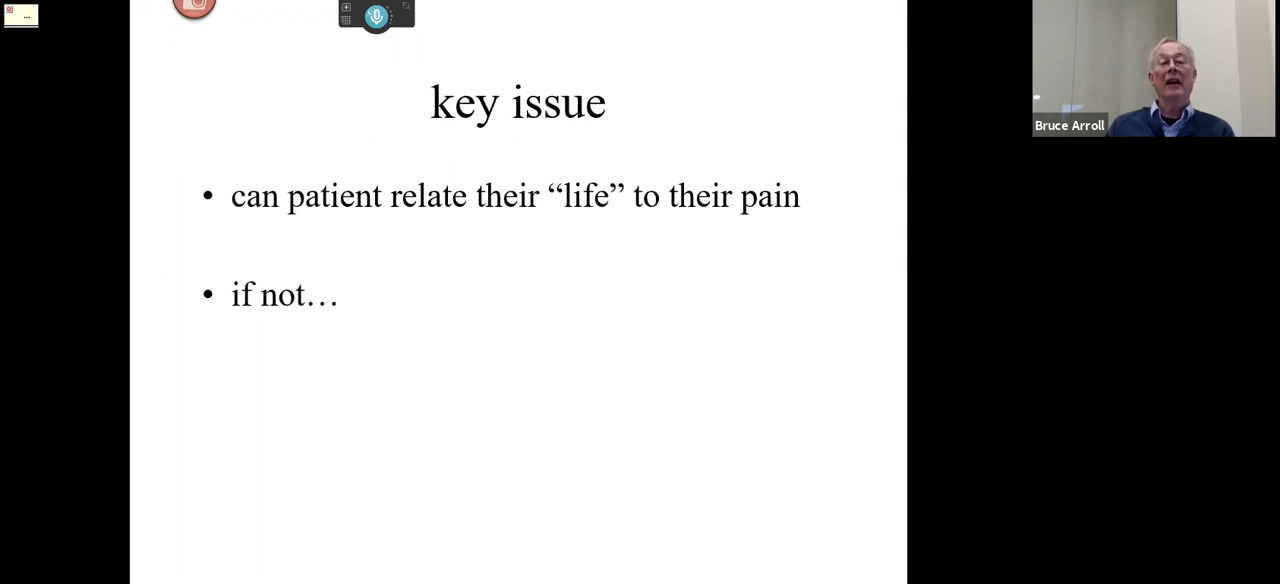 key issue
• can patient relate their “life” to their pain
• if not…
Bruce Arroll